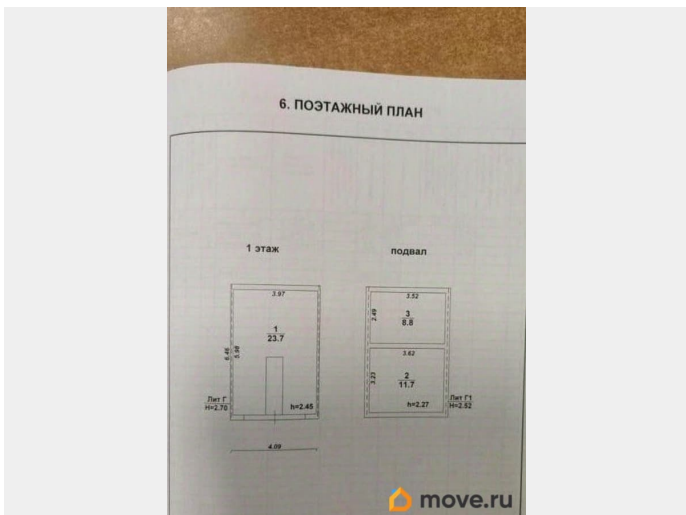 6. ПОЭТАЖНЫЙ ПЛАН
1 этаж
подвал
3.97
3.52
2.49
3
8.8
1
23.7
6.46
5.98
3.62
3.23
2
11.7
Лит Г
H=2.70
h=2.45
h=2.27
Лит Г1
H=2.52
4.09
move.ru